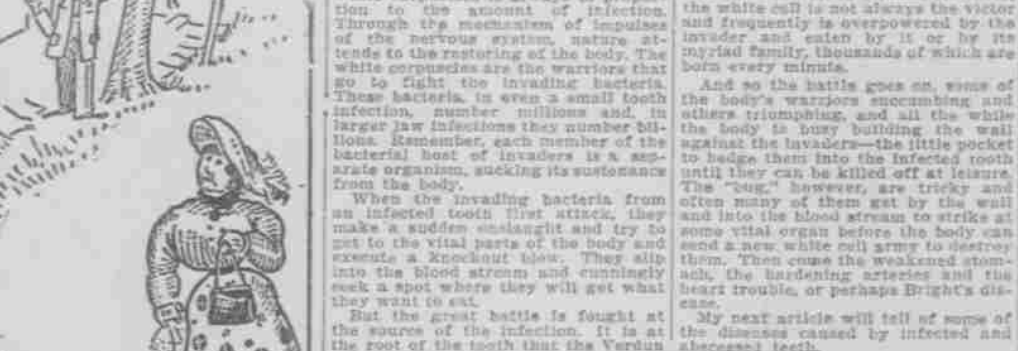 tion to the amount of infection.
Through the mechanism of impulses
of the nervous system, nature at-
tends to the restoring of the body. The
white corpuscles are the warriors that
go to fight the invading bacteria.
These bacteria, in even a small tooth
infection, number millions and, in
larger jaw infections they number bil-
lions. Remember, each member of the
bacterial host of invaders is a sep-
arate organism, sucking its sustenance
from the body.
When the invading bacteria from
an infected tooth first attack, they
make a sudden onslaught and try to
get to the vital parts of the body and
execute a knockout blow. They slip
into the blood stream and cunningly
seek a spot where they will get what
they want to eat.
But the great battle is fought at
the source of the infection. It is at
the root of the tooth that the Verdun
the white cell is not always the victor
and frequently is overpowered by the
invader and eaten by it or by its
myriad family, thousands of which are
born every minute.
And so the battle goes on, some of
the body's warriors succumbing and
others triumphing, and all the while
the body is busy building the wall
against the invaders—the little pocket
to hedge them into the infected tooth
until they can be killed off at leisure.
The "bug," however, are tricky and
often many of them get by the wall
and into the blood stream to strike at
some vital organ before the body can
send a new white cell army to destroy
them. Then come the weakened stom-
ach, the hardening arteries and the
heart trouble, or perhaps Bright's dis-
ease.
My next article will tell of some of
the diseases caused by infected and
abscessed teeth.